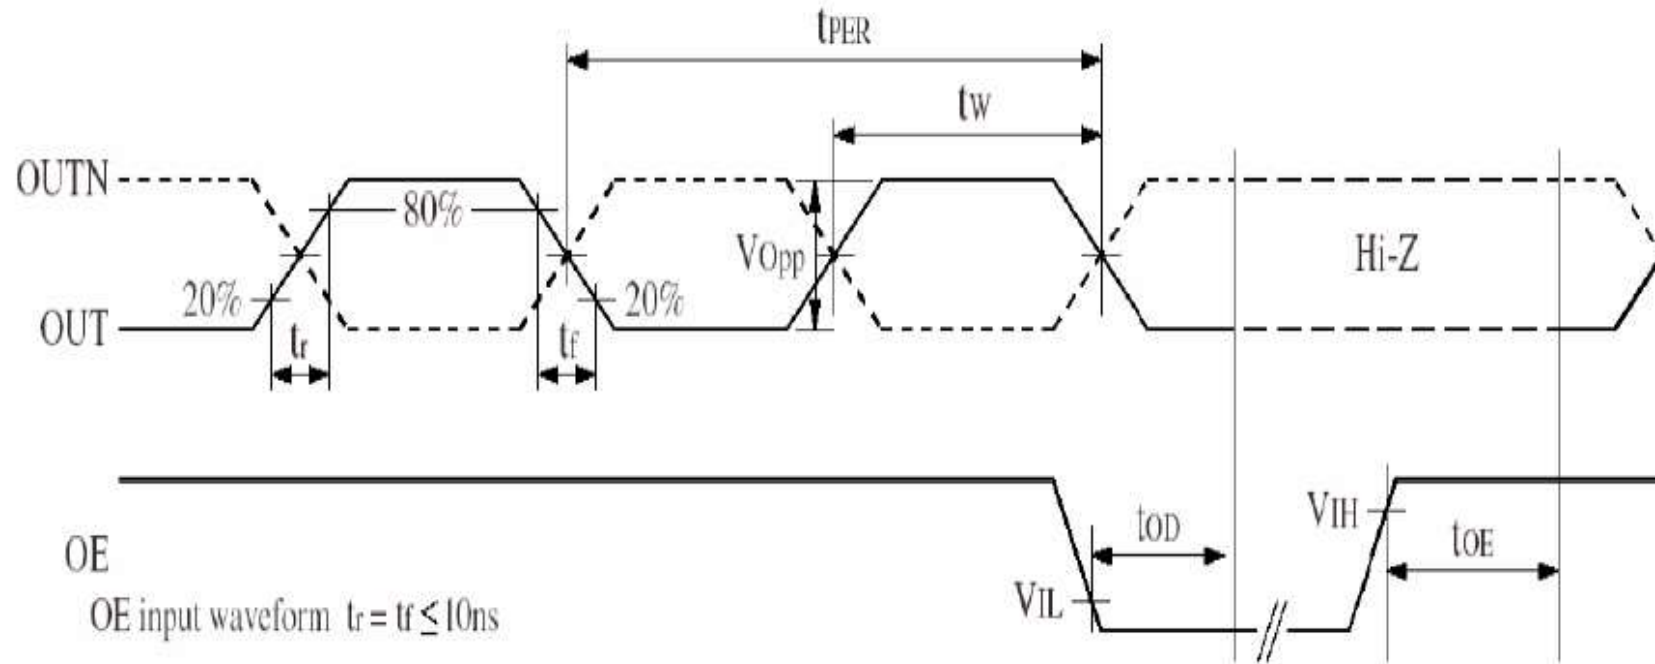 tPER
tW
OUTN
80%
VOpp
Hi-Z
20%
20%
OUT
tr
tf
VIH
tOD
tOE
OE
VIL
OE input waveform tr = tf ≤ 10ns